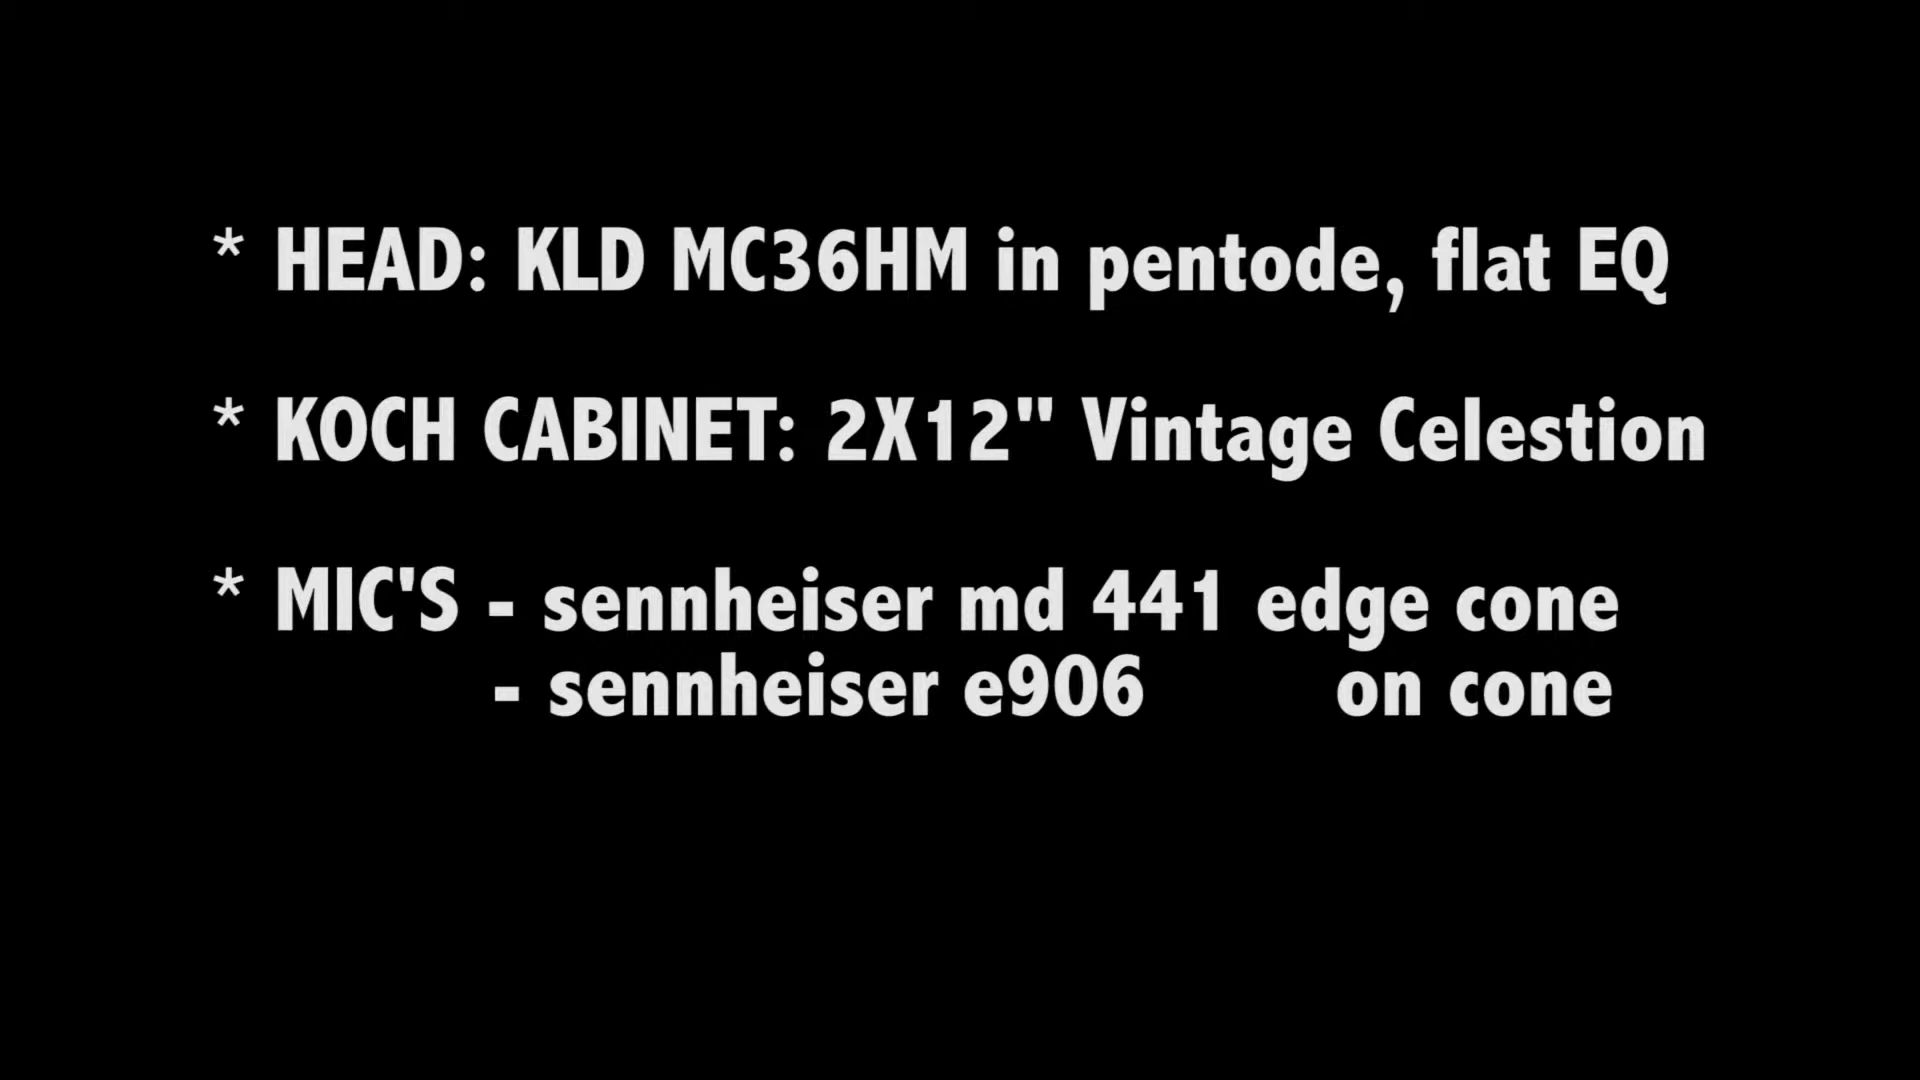 * HEAD: KLD MC36HM in pentode, flat EQ
* KOCH CABINET: 2X12" Vintage Celestion
* MIC'S - sennheiser md 441 edge cone
- sennheiser e906 on cone